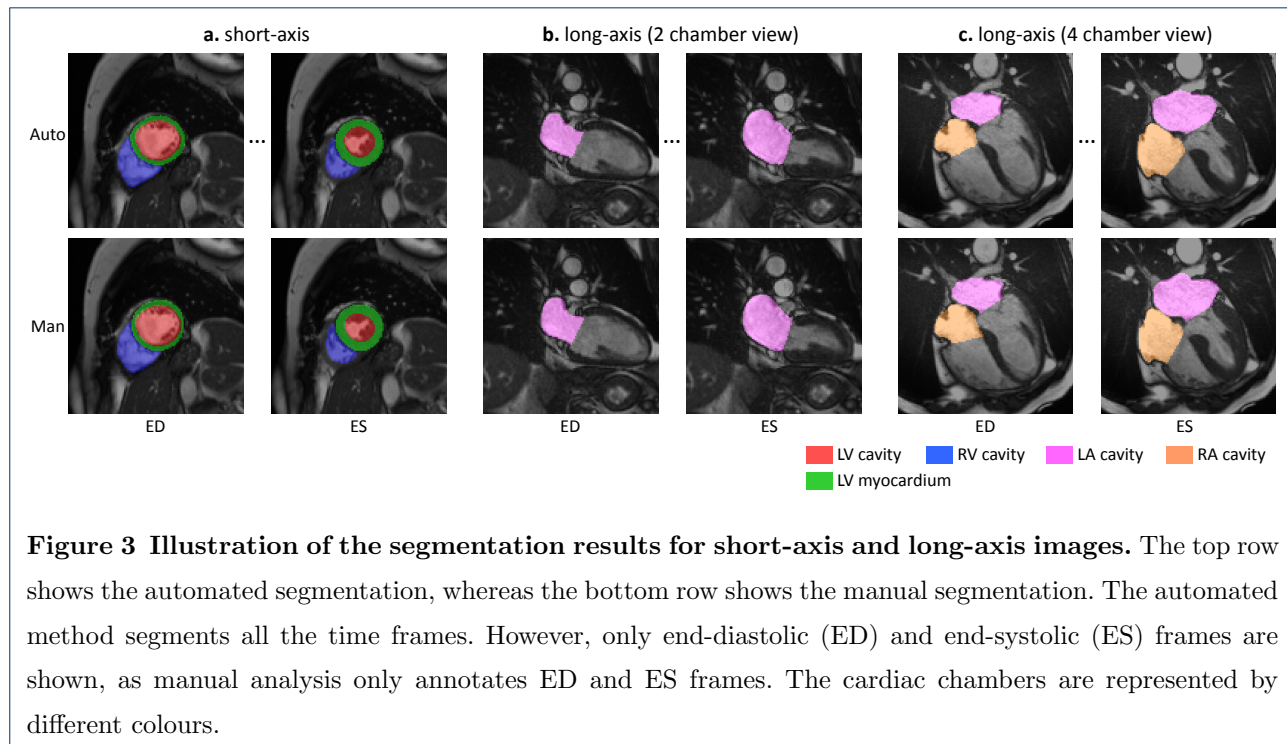 a. short-axis b. long-axis (2 chamber view) c. long-axis (4 chamber view)
Auto ... ... ...
Man
ED ES ED ES ED ES
LV cavity RV cavity LA cavity RA cavity
LV myocardium
Figure 3 Illustration of the segmentation results for short-axis and long-axis images. The top row
shows the automated segmentation, whereas the bottom row shows the manual segmentation. The automated
method segments all the time frames. However, only end-diastolic (ED) and end-systolic (ES) frames are
shown, as manual analysis only annotates ED and ES frames. The cardiac chambers are represented by
different colours.